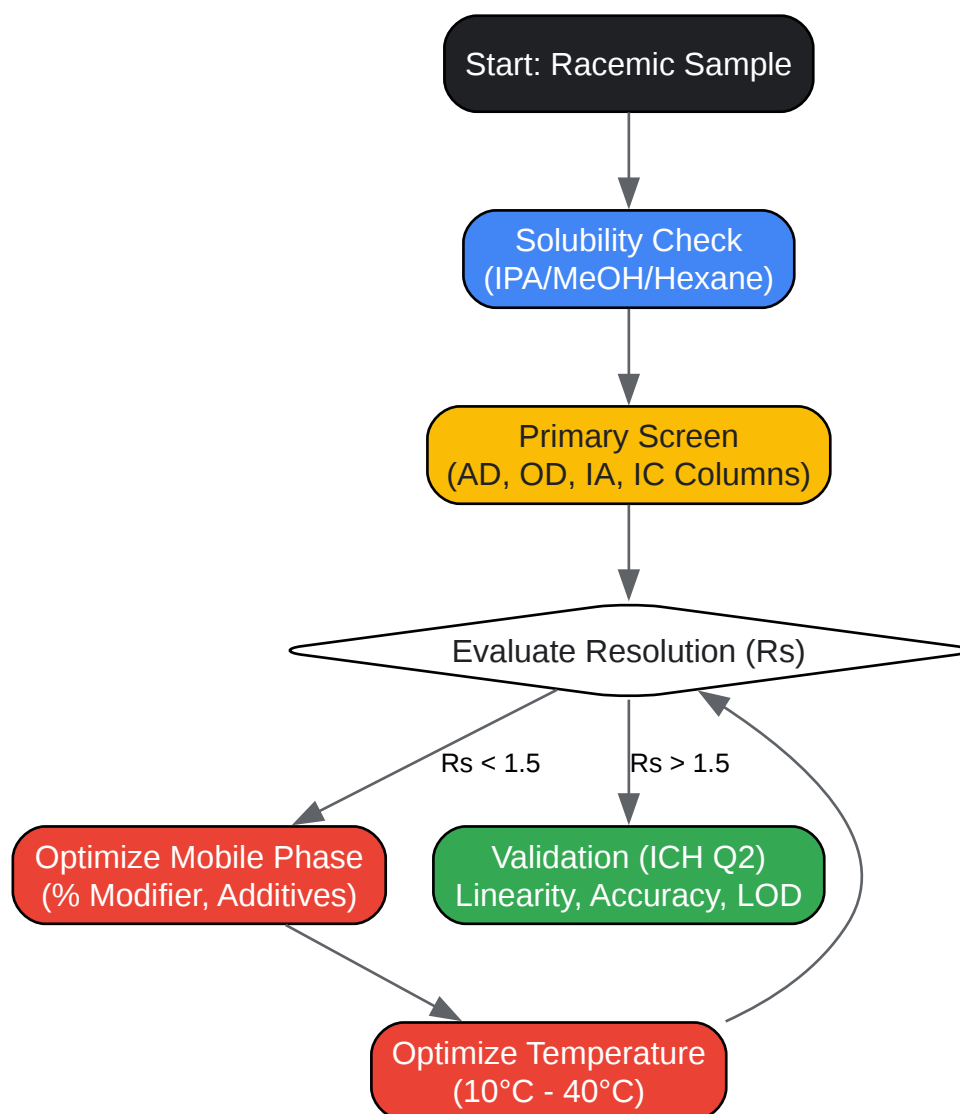 Start: Racemic Sample
Solubility Check
(IPA/MeOH/Hexane)
Primary Screen
(AD, OD, IA, IC Columns)
Evaluate Resolution (Rs)
Rs < 1.5
Rs > 1.5
Optimize Mobile Phase
(% Modifier, Additives)
Validation (ICH Q2)
Linearity, Accuracy, LOD
Optimize Temperature
(10°C - 40°C)